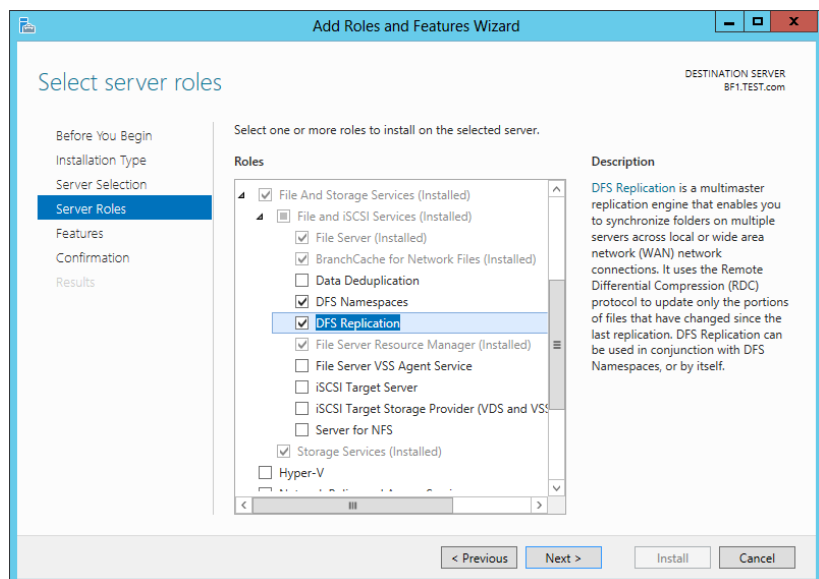 Add Roles and Features Wizard
Select server roles
DESTINATION SERVER
BF1.TEST.com
Before You Begin
Installation Type
Server Selection
Server Roles
Features
Confirmation
Results
Select one or more roles to install on the selected server.
Roles
File And Storage Services (Installed)
File and iSCSI Services (Installed)
File Server (Installed)
BranchCache for Network Files (Installed)
Data Deduplication
DFS Namespaces
DFS Replication
File Server Resource Manager (Installed)
File Server VSS Agent Service
iSCSI Target Server
iSCSI Target Storage Provider (VDS and VSS
Server for NFS
Storage Services (Installed)
Hyper-V
Description
DFS Replication is a multimaster
replication engine that enables you
to synchronize folders on multiple
servers across local or wide area
network (WAN) network
connections. It uses the Remote
Differential Compression (RDC)
protocol to update only the portions
of files that have changed since the
last replication. DFS Replication can
be used in conjunction with DFS
Namespaces, or by itself.
< Previous
Next >
Install
Cancel